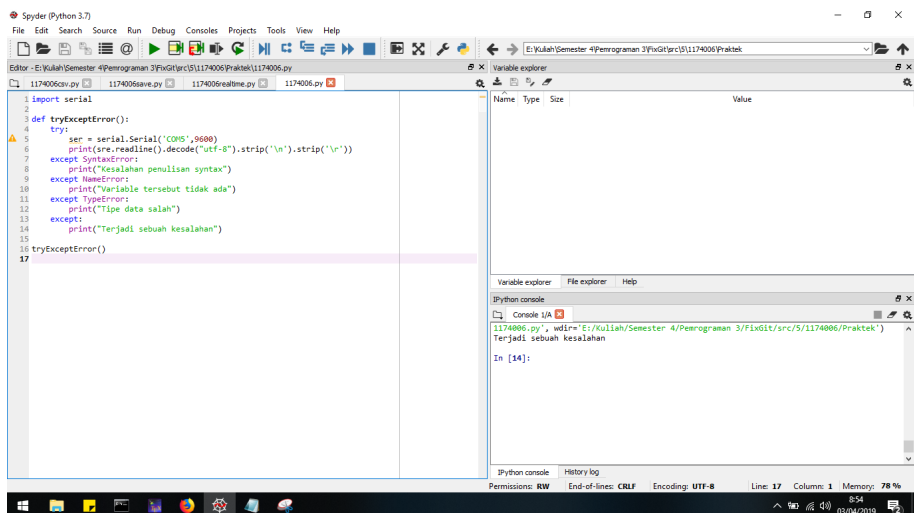 Spyder (Python 3.7)
File Edit Search Source Run Debug Consoles Projects Tools View Help
E:\Kuliah\Semester 4\Pemrograman 3\FixGit\src\5\1174006\Praktek
Editor - E:\Kuliah\Semester 4\Pemrograman 3\FixGit\src\5\1174006\Praktek\1174006.py
1174006csv.py 1174006save.py 1174006realtime.py 1174006.py
1 import serial
2
3 def tryExceptError():
4     try:
5         ser = serial.Serial('COM5',9600)
6         print(sre.readline().decode("utf-8").strip('\n').strip('\r'))
7     except SyntaxError:
8         print("Kesalahan penulisan syntax")
9     except NameError:
10         print("Variable tersebut tidak ada")
11     except TypeError:
12         print("Tipe data salah")
13     except:
14         print("Terjadi sebuah kesalahan")
15
16 tryExceptError()
17
Variable explorer
Name Type Size Value
Variable explorer File explorer Help
IPython console
Console 1/A
1174006.py', wdir='E:/Kuliah/Semester 4/Pemrograman 3/FixGit/src/5/1174006/Praktek')
Terjadi sebuah kesalahan
In [14]:
IPython console History log
Permissions: RW End-of-lines: CRLF Encoding: UTF-8 Line: 17 Column: 1 Memory: 78 %
8:54
03/04/2019